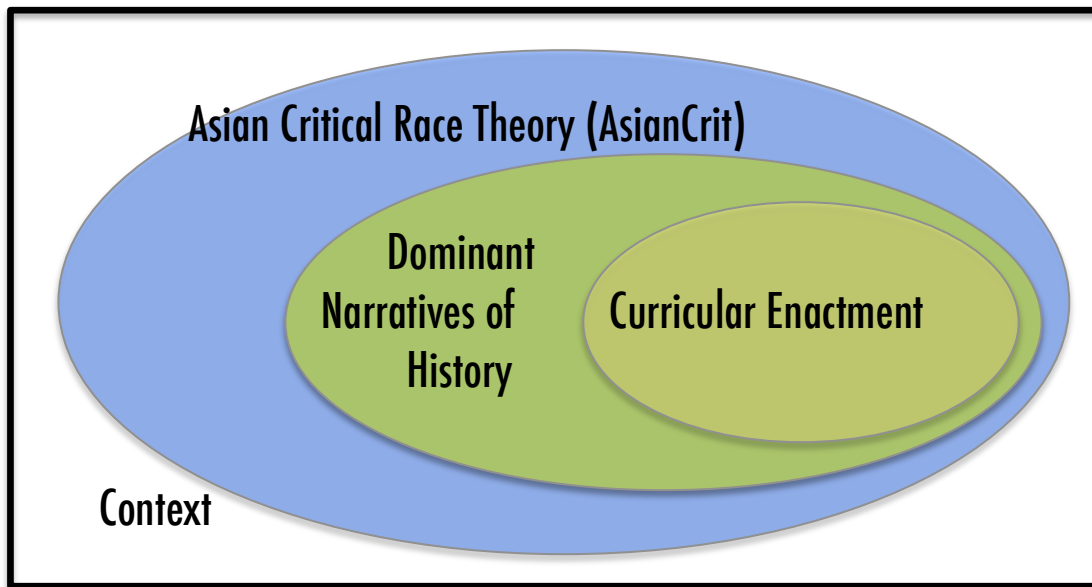 Asian Critical Race Theory (AsianCrit)
Dominant
Narratives of
History
Curricular Enactment
Context